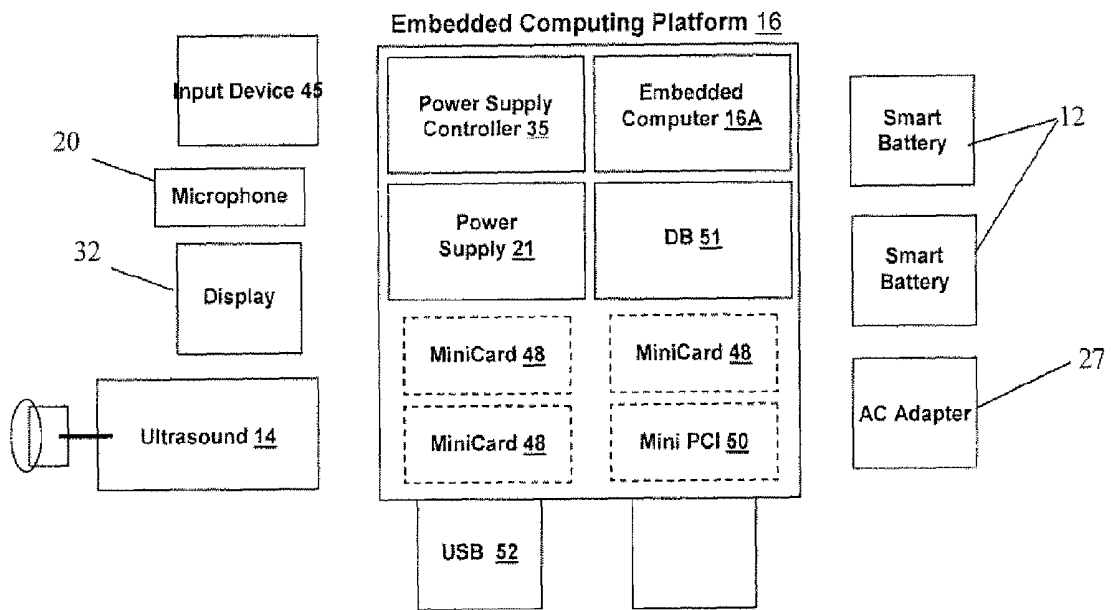 Embedded Computing Platform 16
Input Device 45
20
Microphone
32
Display
Ultrasound 14
Power Supply
Controller 35
Embedded
Computer 16A
Power
Supply 21
DB 51
MiniCard 48
MiniCard 48
MiniCard 48
Mini PCI 50
USB 52
Smart
Battery
12
Smart
Battery
27
AC Adapter